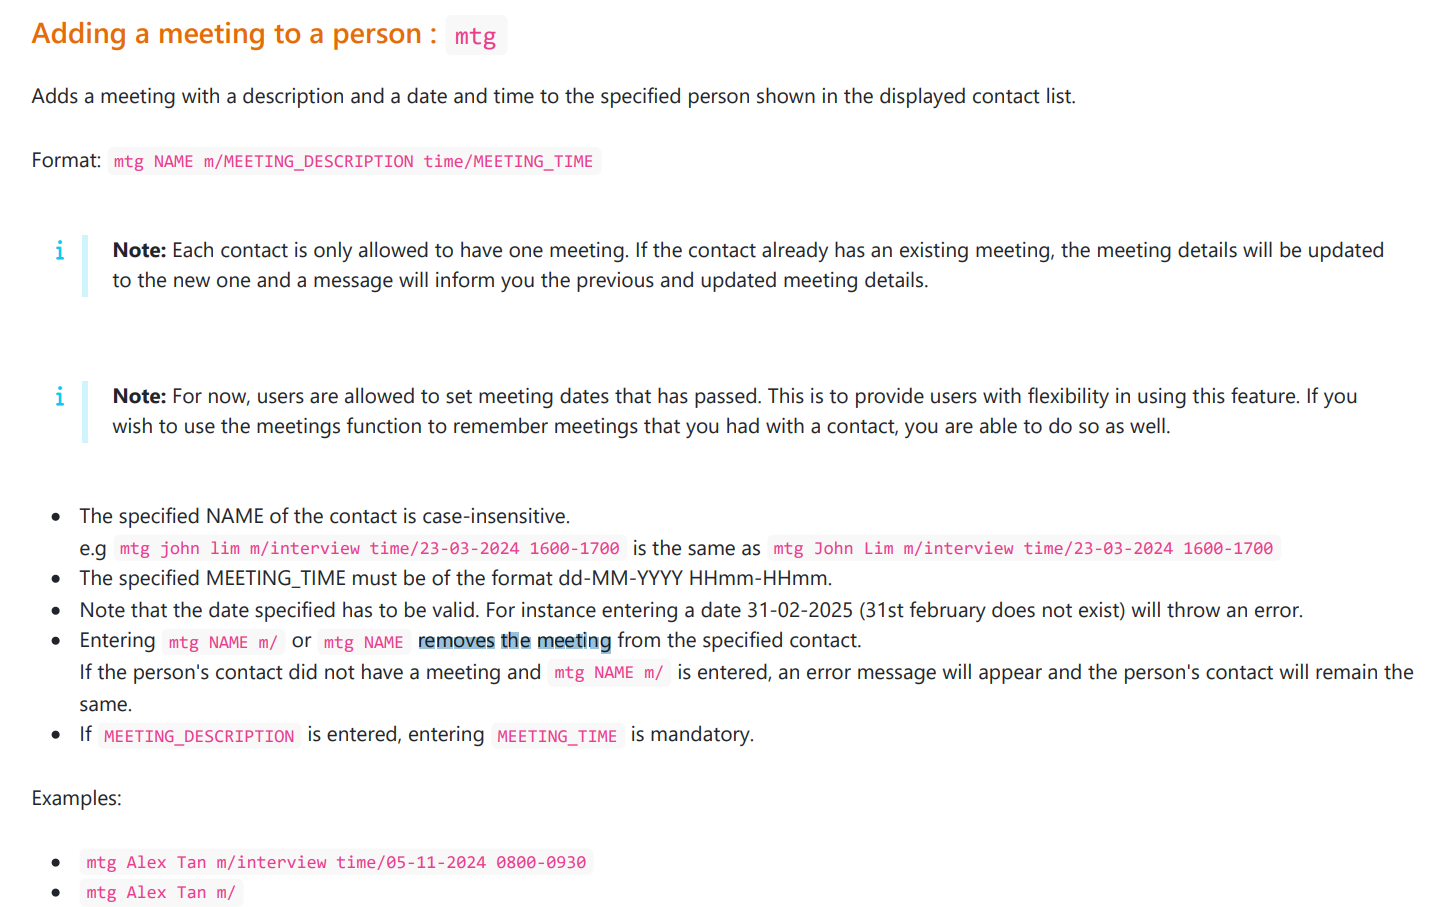 Adding a meeting to a person : mtg
Adds a meeting with a description and a date and time to the specified person shown in the displayed contact list.
Format: mtg NAME m/MEETING_DESCRIPTION time/MEETING_TIME
i Note: Each contact is only allowed to have one meeting. If the contact already has an existing meeting, the meeting details will be updated
to the new one and a message will inform you the previous and updated meeting details.
i Note: For now, users are allowed to set meeting dates that has passed. This is to provide users with flexibility in using this feature. If you
wish to use the meetings function to remember meetings that you had with a contact, you are able to do so as well.
• The specified NAME of the contact is case-insensitive.
e.g mtg john lim m/interview time/23-03-2024 1600-1700 is the same as mtg John Lim m/interview time/23-03-2024 1600-1700
• The specified MEETING_TIME must be of the format dd-MM-YYYY HHmm-HHmm.
• Note that the date specified has to be valid. For instance entering a date 31-02-2025 (31st february does not exist) will throw an error.
• Entering mtg NAME m/ or mtg NAME removes the meeting from the specified contact.
If the person's contact did not have a meeting and mtg NAME m/ is entered, an error message will appear and the person's contact will remain the
same.
• If MEETING_DESCRIPTION is entered, entering MEETING_TIME is mandatory.
Examples:
• mtg Alex Tan m/interview time/05-11-2024 0800-0930
• mtg Alex Tan m/